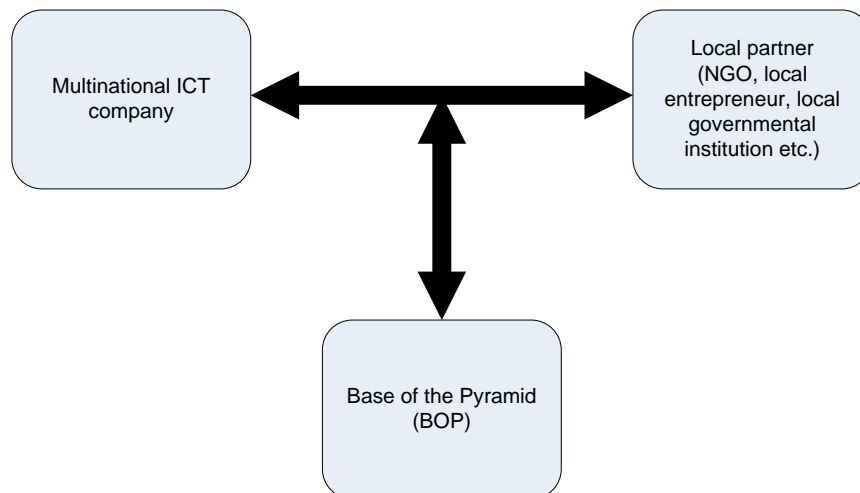 Multinational ICT
company
Local partner
(NGO, local
entrepreneur, local
governmental
institution etc.)
Base of the Pyramid
(BOP)